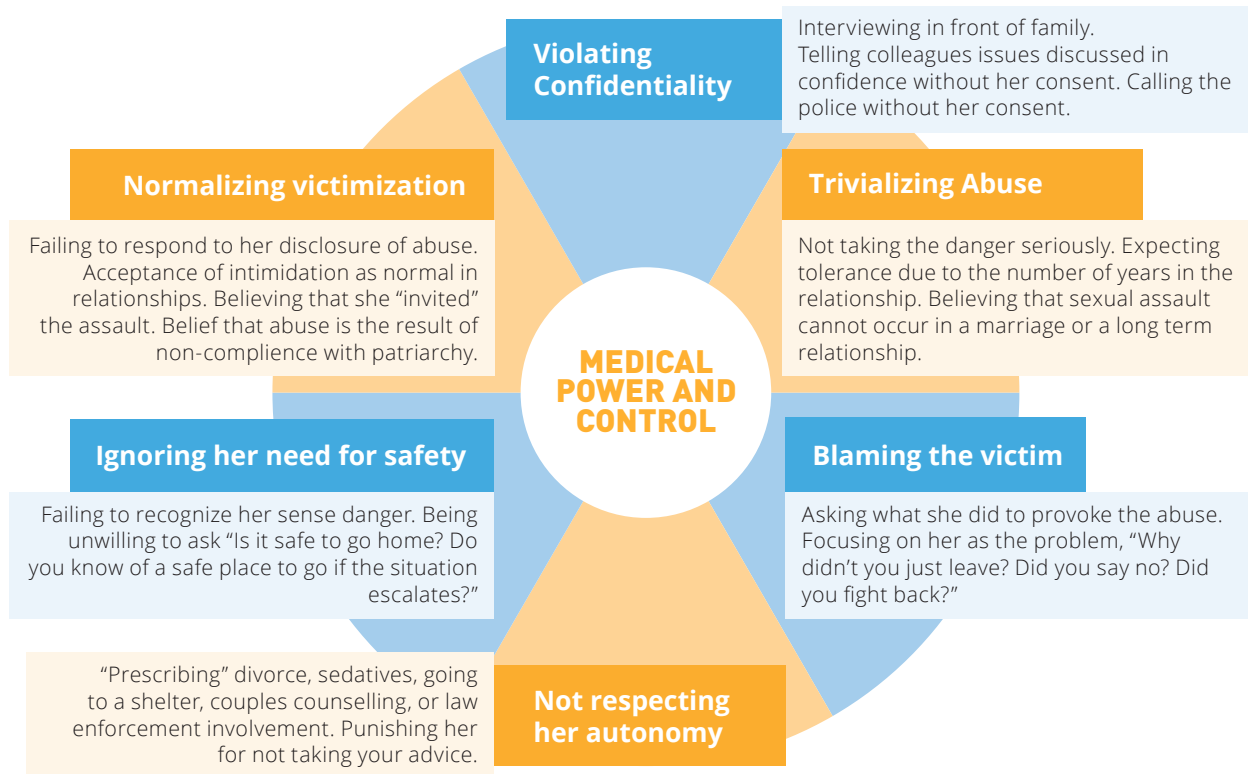 Violating
Confidentiality
Interviewing in front of family.
Telling colleagues issues discussed in
confidence without her consent. Calling the
police without her consent.
Normalizing victimization
Failing to respond to her disclosure of abuse.
Acceptance of intimidation as normal in
relationships. Believing that she “invited”
the assault. Belief that abuse is the result of
non-complience with patriarchy.
Trivializing Abuse
Not taking the danger seriously. Expecting
tolerance due to the number of years in the
relationship. Believing that sexual assault
cannot occur in a marriage or a long term
relationship.
MEDICAL
POWER AND
CONTROL
Ignoring her need for safety
Failing to recognize her sense danger. Being
unwilling to ask “Is it safe to go home? Do
you know of a safe place to go if the situation
escalates?”
Blaming the victim
Asking what she did to provoke the abuse.
Focusing on her as the problem, “Why
didn’t you just leave? Did you say no? Did
you fight back?”
“Prescribing” divorce, sedatives, going
to a shelter, couples counselling, or law
enforcement involvement. Punishing her
for not taking your advice.
Not respecting
her autonomy